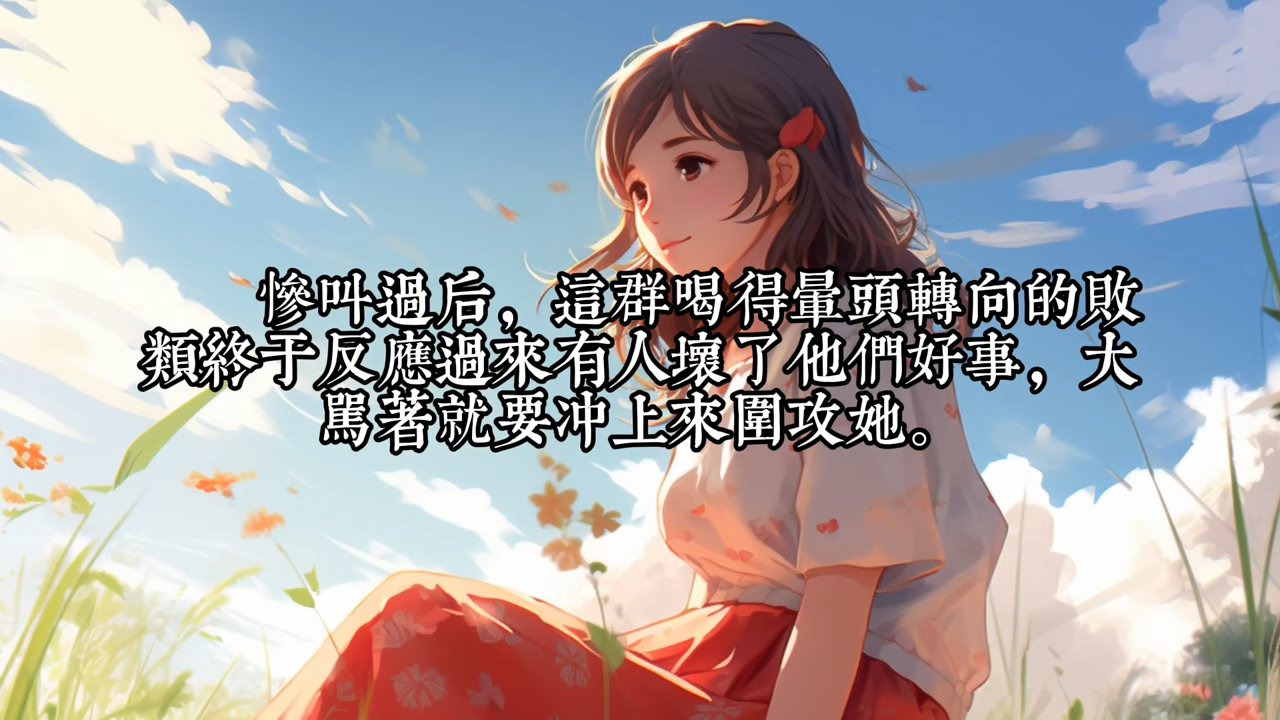 慘叫過后，這群喝得暈頭轉向的敗
類終于反應過來有人壞了他們好事，大
罵著就要冲上來圍攻她。